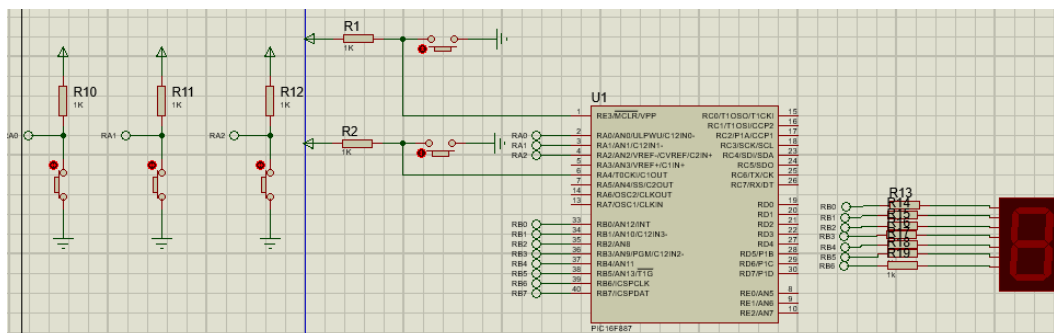 R1
1K
R10
1K
R11
1K
R12
1K
RA0
RA1
RA2
R2
1K
U1
1 RE3/MCLR/VPP
2 RA0/AN0/ULPWU/C12IN0-
3 RA1/AN1/C12IN1-
4 RA2/AN2/VREF-/CVREF/C2IN+
5 RA3/AN3/VREF+/C1IN+
6 RA4/T0CKI/C1OUT
7 RA5/AN4/SS/C2OUT
14 RA6/OSC2/CLKOUT
13 RA7/OSC1/CLKIN
33 RB0/AN12/INT
34 RB1/AN10/C12IN3-
35 RB2/AN8
36 RB3/AN9/PGM/C12IN2-
37 RB4/AN11
38 RB5/AN13/T1G
39 RB6/ICSPCLK
40 RB7/ICSPDAT
RA0
RA1
RA2
RB0
RB1
RB2
RB3
RB4
RB5
RB6
RB7
RC0/T1OSO/T1CKI 15
RC1/T1OSI/CCP2 16
RC2/P1A/CCP1 17
RC3/SCK/SCL 18
RC4/SDI/SDA 23
RC5/SDO 24
RC6/TX/CK 25
RC7/RX/DT 26
RD0 19
RD1 20
RD2 21
RD3 22
RD4 27
RD5/P1B 28
RD6/P1C 29
RD7/P1D 30
RE0/AN5 8
RE1/AN6 9
RE2/AN7 10
PIC16F887
R13
RB0 R14
RB1 R15
RB2 R16
RB3 R17
RB4 R18
RB5 R19
RB6
1k